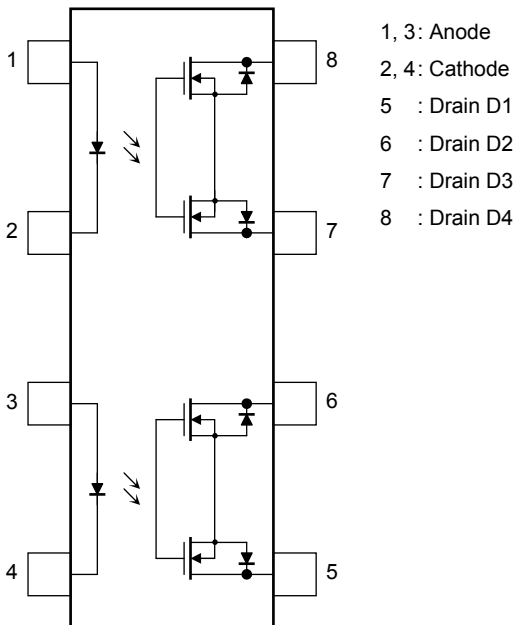 1
2
3
4
8
7
6
5
1, 3: Anode
2, 4: Cathode
5 : Drain D1
6 : Drain D2
7 : Drain D3
8 : Drain D4